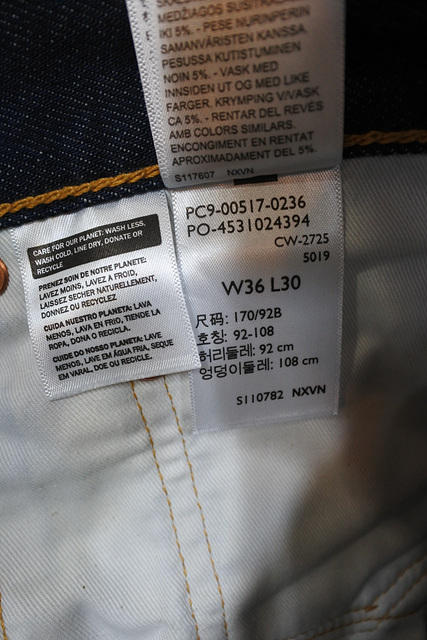 MEDŽIAGOS SUSITRAUKIA
IKI 5%. - PESE NURINPERIN
SAMANVÄRISTEN KANSSA.
PESUSSA KUTISTUMINEN
NOIN 5%. - VASK MED
INNSIDEN UT OG MED LIKE
FARGER. KRYMPING V/VASK
CA 5%. - RENTAR DEL REVÉS
AMB COLORS SIMILARS.
ENCONGIMENT EN RENTAT
APROXIMADAMENT DEL 5%.
S117607 NXVN
PC9-00517-0236
PO-4531024394
CW-2725
5019
W36 L30
尺码: 170/92B
호칭: 92-108
허리둘레: 92 cm
엉덩이둘레: 108 cm
S110782 NXVN
CARE FOR OUR PLANET: WASH LESS,
WASH COLD, LINE DRY, DONATE OR
RECYCLE
PRENEZ SOIN DE NOTRE PLANETE:
LAVEZ MOINS, LAVEZ A FROID,
LAISSEZ SECHER NATURELLEMENT,
DONNEZ OU RECYCLEZ
CUIDA NUESTRO PLANETA: LAVA
MENOS, LAVA EN FRIO, TIENDE LA
ROPA, DONA O RECICLA.
CUIDE DO NOSSO PLANETA: LAVE
MENOS, LAVE EM ÁGUA FRIA, SEQUE
EM VARAL, DOE OU RECICLE.